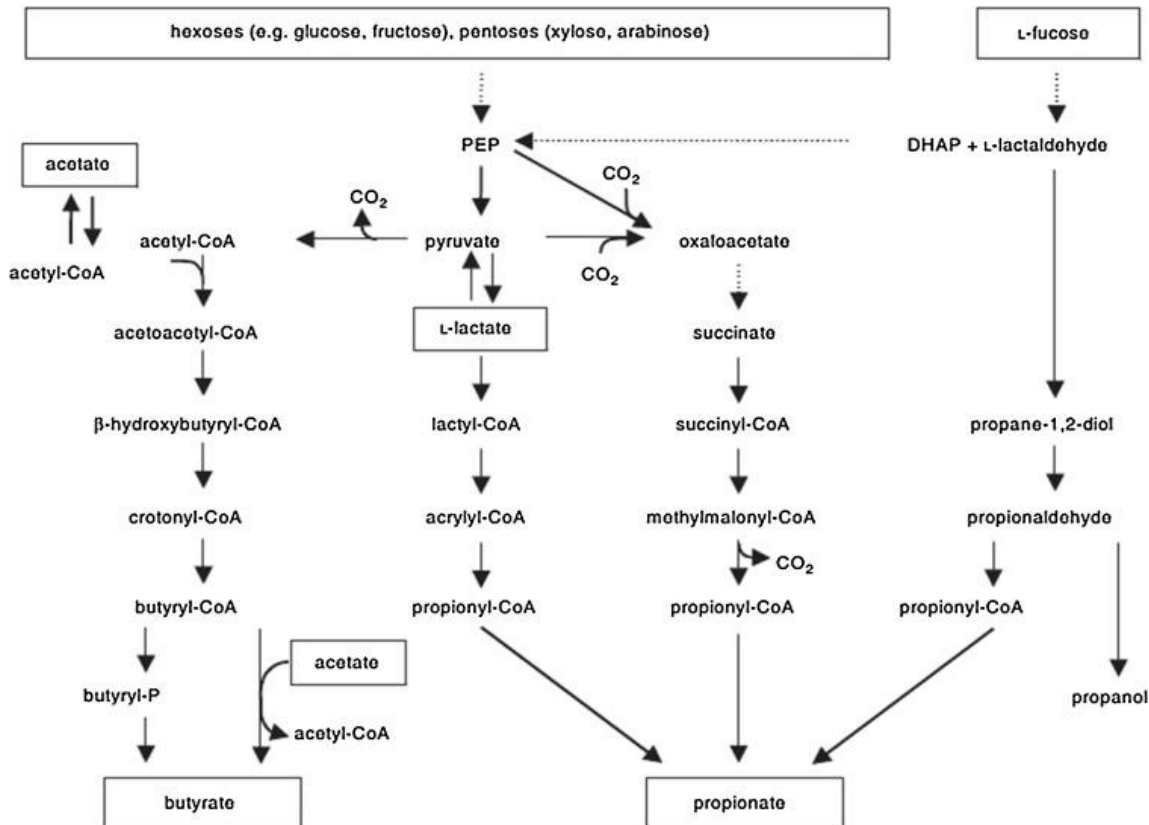 hexoses (e.g. glucose, fructose), pentoses (xylose, arabinose)
L-fucose
PEP
DHAP + L-lactaldehyde
acetate
CO₂
CO₂
acetyl-CoA
pyruvate
oxaloacetate
acetyl-CoA
CO₂
acetoacetyl-CoA
L-lactate
succinate
β-hydroxybutyryl-CoA
lactyl-CoA
succinyl-CoA
propane-1,2-diol
crotonyl-CoA
acrylyl-CoA
methylmalonyl-CoA
propionaldehyde
CO₂
butyryl-CoA
propionyl-CoA
propionyl-CoA
propionyl-CoA
acetate
butyryl-P
propanol
acetyl-CoA
butyrate
propionate